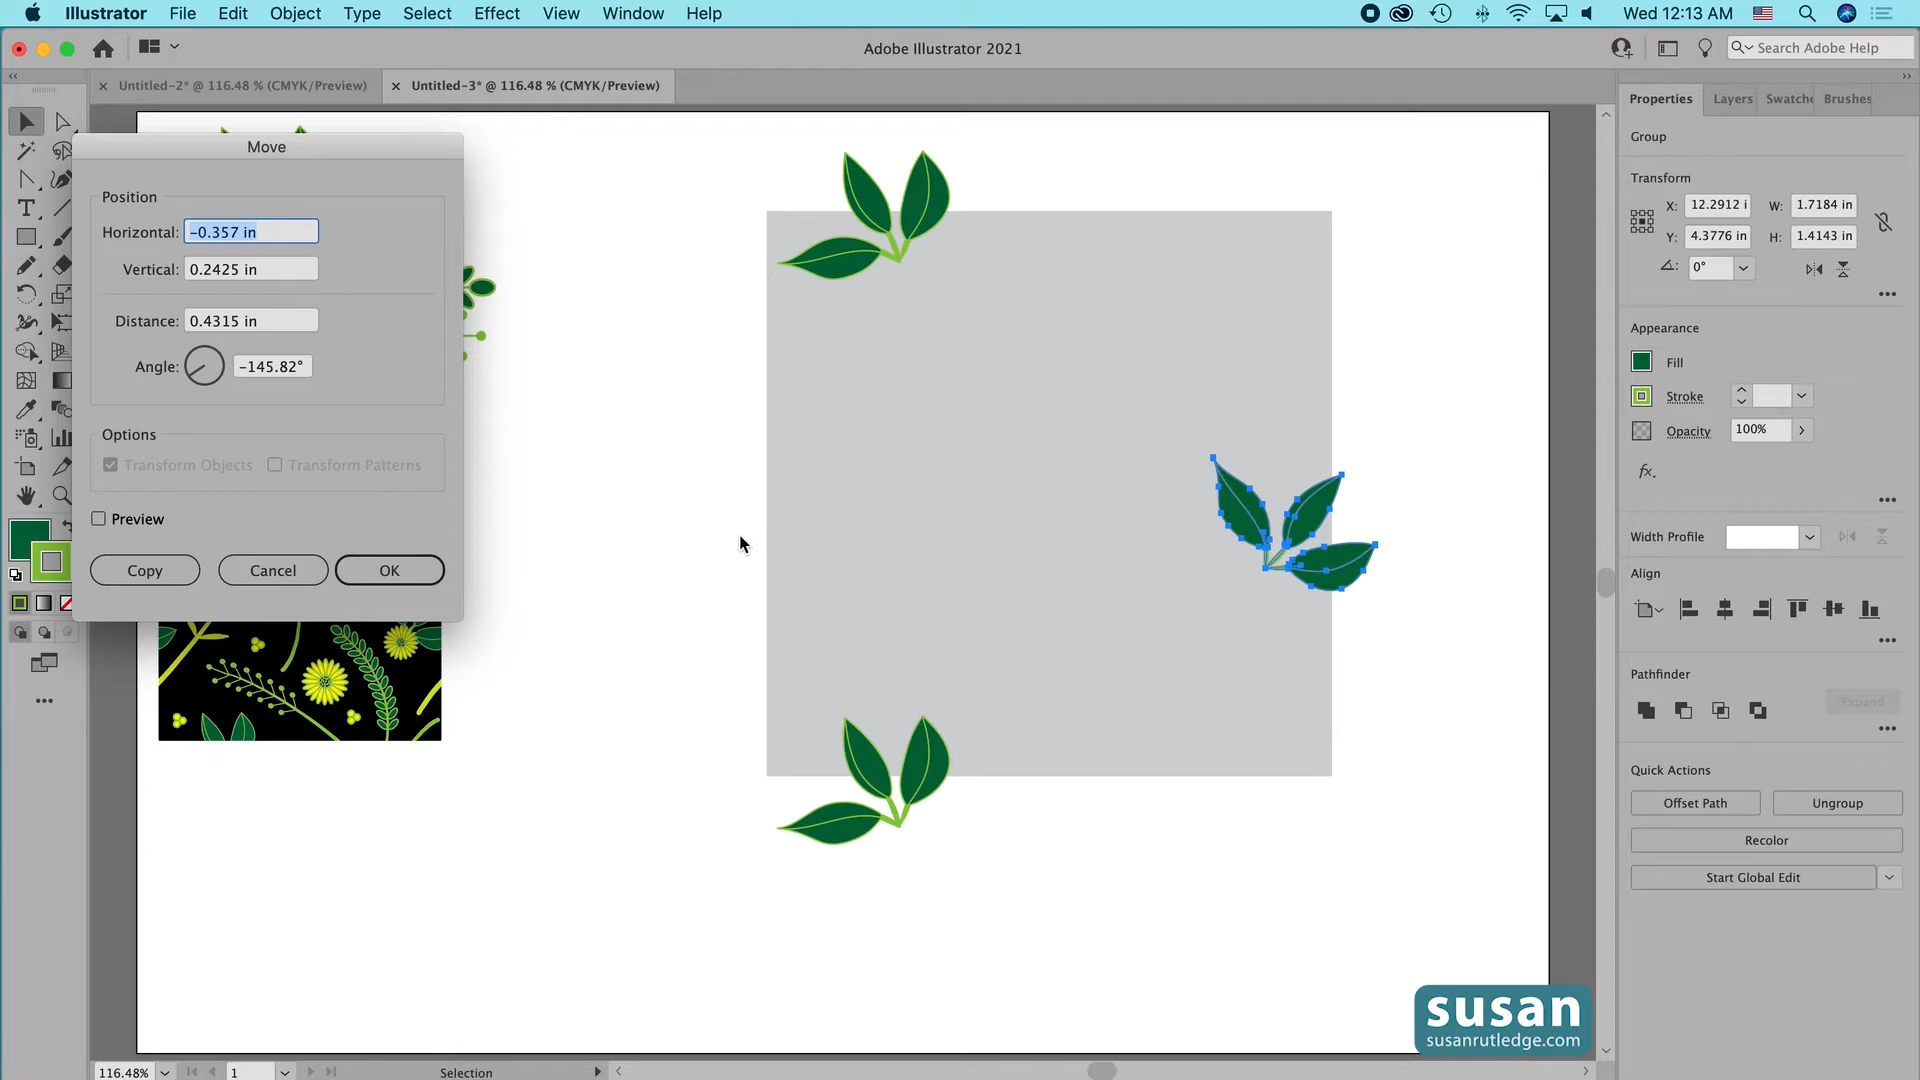 Illustrator File Edit Object Type Select Effect View Window Help Wed 12:13 AM
Adobe Illustrator 2021
Search Adobe Help
Untitled-2* @ 116.48 % (CMYK/Preview)
Untitled-3* @ 116.48 % (CMYK/Preview)
Move
Position
Horizontal: -0.357 in
Vertical: 0.2425 in
Distance: 0.4315 in
Angle: -145.82°
Options
Transform Objects Transform Patterns
Preview
Copy Cancel OK
Properties Layers Swatche Brushes
Group
Transform
X: 12.2912 i W: 1.7184 in
Y: 4.3776 in H: 1.4143 in
0°
Appearance
Fill
Stroke
Opacity 100%
fx.
Width Profile
Align
Pathfinder
Expand
Quick Actions
Offset Path Ungroup
Recolor
Start Global Edit
susan
susanrutledge.com
116.48% 1 Selection